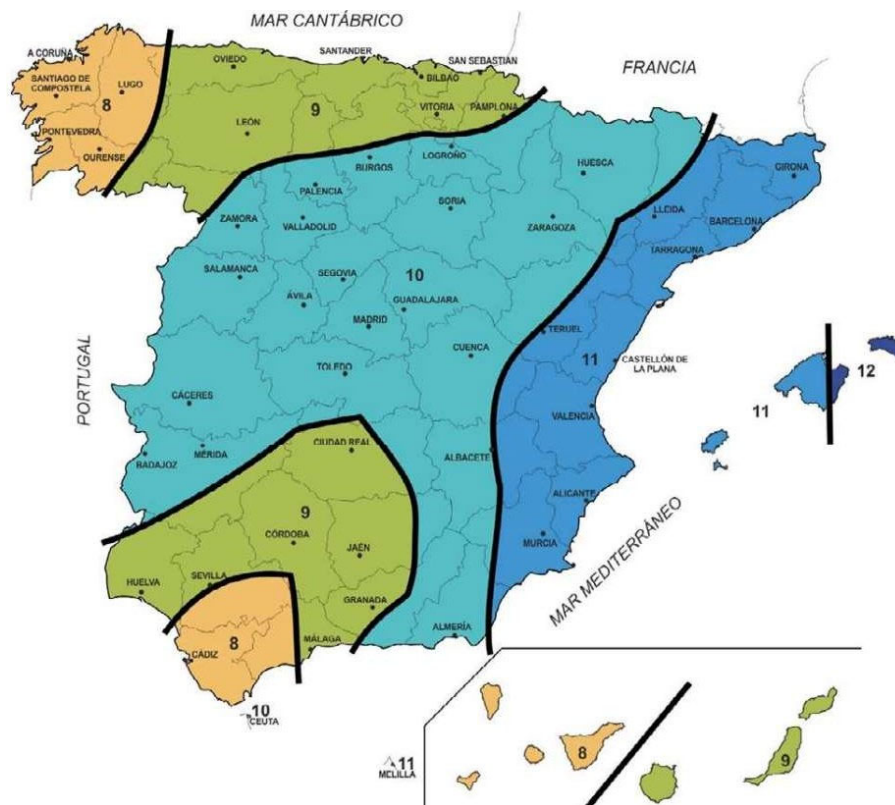 MAR CANTÁBRICO
A CORUÑA
OVIEDO
SANTANDER
SAN SEBASTIÁN
FRANCIA
SANTIAGO DE
COMPOSTELA
LUGO
BILBAO
8
9
VITORIA
PAMPLONA
PONTEVEDRA
LEÓN
OURENSE
LOGROÑO
BURGOS
HUESCA
GIRONA
PALENCIA
SORIA
ZAMORA
VALLADOLID
ZARAGOZA
LLEIDA
BARCELONA
TARRAGONA
SALAMANCA
SEGOVIA
10
ÁVILA
GUADALAJARA
MADRID
TERUEL
PORTUGAL
CUENCA
11
CASTELLÓN DE
LA PLANA
12
TOLEDO
CÁCERES
VALENCIA
11
CIUDAD REAL
MÉRIDA
BADAJOZ
ALBACETE
ALICANTE
9
CÓRDOBA
JAÉN
MURCIA
MAR MEDITERRÁNEO
HUELVA
SEVILLA
GRANADA
ALMERÍA
MÁLAGA
8
CÁDIZ
10
CEUTA
11
MELILLA
8
9